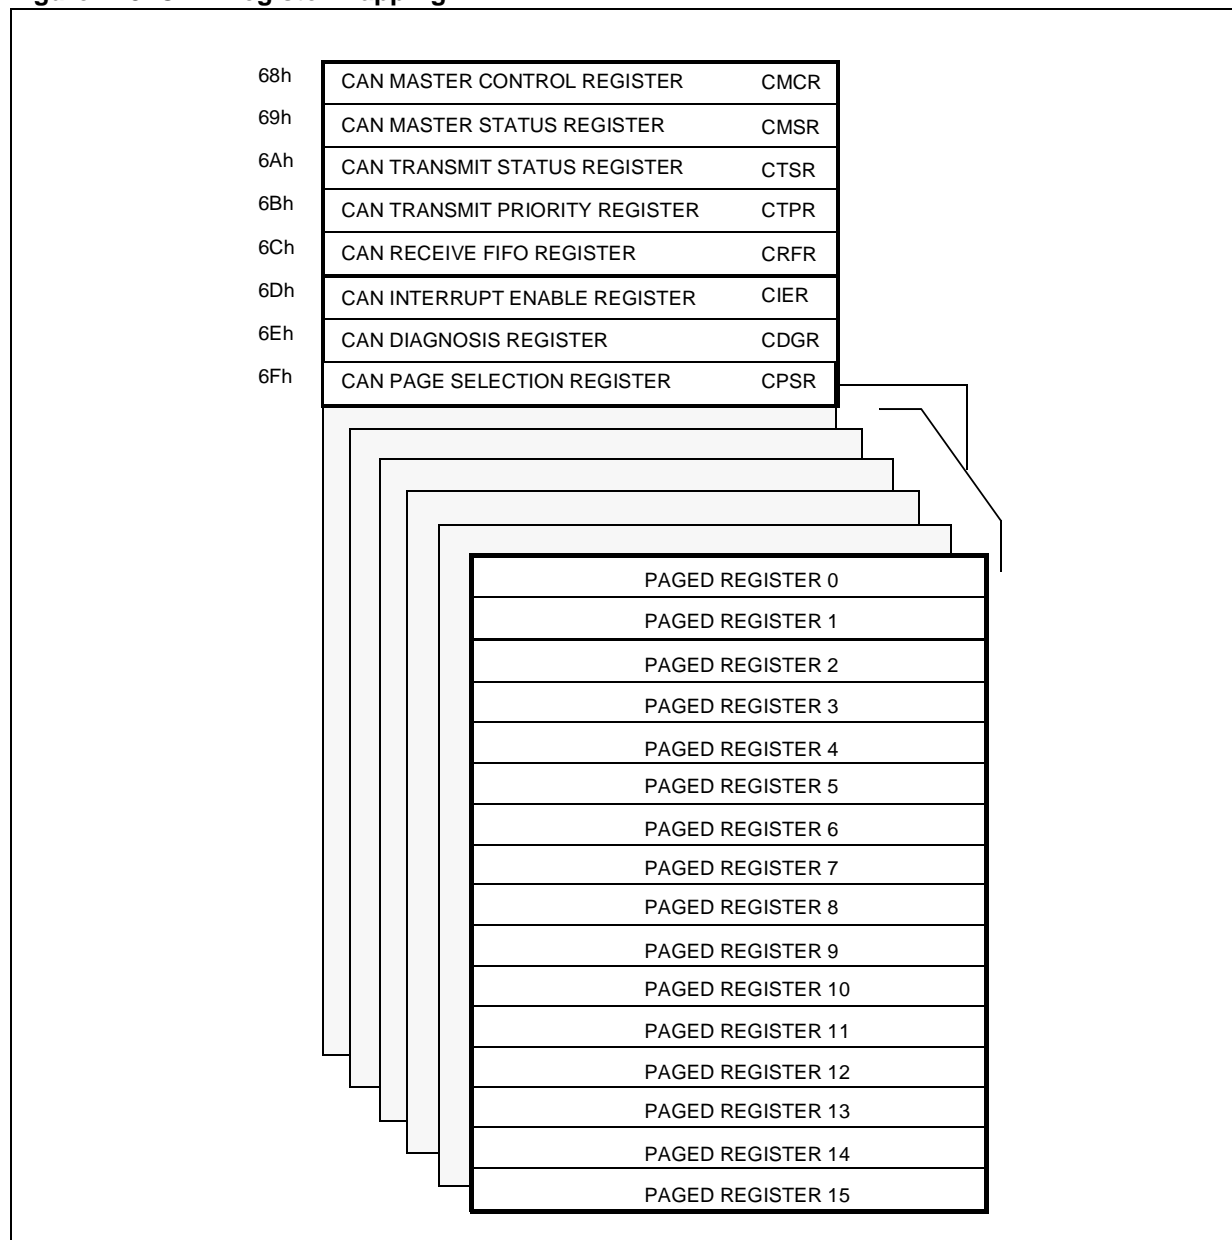 68h CAN MASTER CONTROL REGISTER CMCR
69h CAN MASTER STATUS REGISTER CMSR
6Ah CAN TRANSMIT STATUS REGISTER CTSR
6Bh CAN TRANSMIT PRIORITY REGISTER CTPR
6Ch CAN RECEIVE FIFO REGISTER CRFR
6Dh CAN INTERRUPT ENABLE REGISTER CIER
6Eh CAN DIAGNOSIS REGISTER CDGR
6Fh CAN PAGE SELECTION REGISTER CPSR
PAGED REGISTER 0
PAGED REGISTER 1
PAGED REGISTER 2
PAGED REGISTER 3
PAGED REGISTER 4
PAGED REGISTER 5
PAGED REGISTER 6
PAGED REGISTER 7
PAGED REGISTER 8
PAGED REGISTER 9
PAGED REGISTER 10
PAGED REGISTER 11
PAGED REGISTER 12
PAGED REGISTER 13
PAGED REGISTER 14
PAGED REGISTER 15